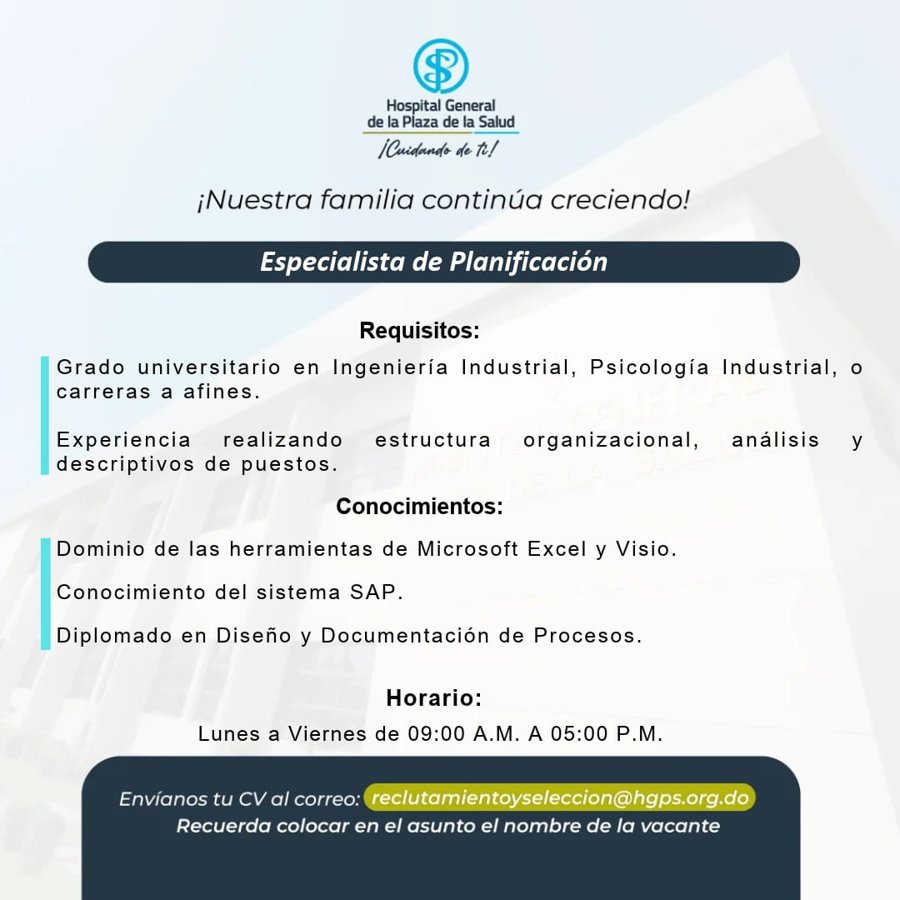 Hospital General
de la Plaza de la Salud
¡Cuidando de ti!
¡Nuestra familia continúa creciendo!
Especialista de Planificación
Requisitos:
Grado universitario en Ingeniería Industrial, Psicología Industrial, o
carreras a afines.
Experiencia realizando estructura organizacional, análisis y
descriptivos de puestos.
Conocimientos:
Dominio de las herramientas de Microsoft Excel y Visio.
Conocimiento del sistema SAP.
Diplomado en Diseño y Documentación de Procesos.
Horario:
Lunes a Viernes de 09:00 A.M. A 05:00 P.M.
Envíanos tu CV al correo: reclutamientoyseleccion@hgps.org.do
Recuerda colocar en el asunto el nombre de la vacante